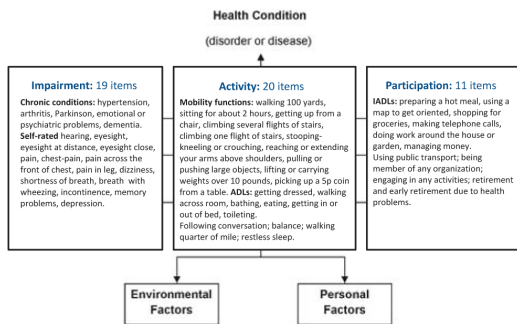 Health Condition
(disorder or disease)
Impairment: 19 items
Chronic conditions: hypertension,
arthritis, Parkinson, emotional or
psychiatric problems, dementia.
Self-rated hearing, eyesight,
eyesight at distance, eyesight close,
pain, chest-pain, pain across the
front of chest, pain in leg, dizziness,
shortness of breath, breath with
wheezing, incontinence, memory
problems, depression.
Activity: 20 items
Mobility functions: walking 100 yards,
sitting for about 2 hours, getting up from a
chair, climbing several flights of stairs,
climbing one flight of stairs, stooping-
kneeling or crouching, reaching or extending
your arms above shoulders, pulling or
pushing large objects, lifting or carrying
weights over 10 pounds, picking up a 5p coin
from a table. ADLs: getting dressed, walking
across room, bathing, eating, getting in or
out of bed, toileting.
Following conversation; balance; walking
quarter of mile; restless sleep.
Participation: 11 items
IADLs: preparing a hot meal, using a
map to get oriented, shopping for
groceries, making telephone calls,
doing work around the house or
garden, managing money.
Using public transport; being
member of any organization;
engaging in any activities; retirement
and early retirement due to health
problems.
Environmental
Factors
Personal
Factors